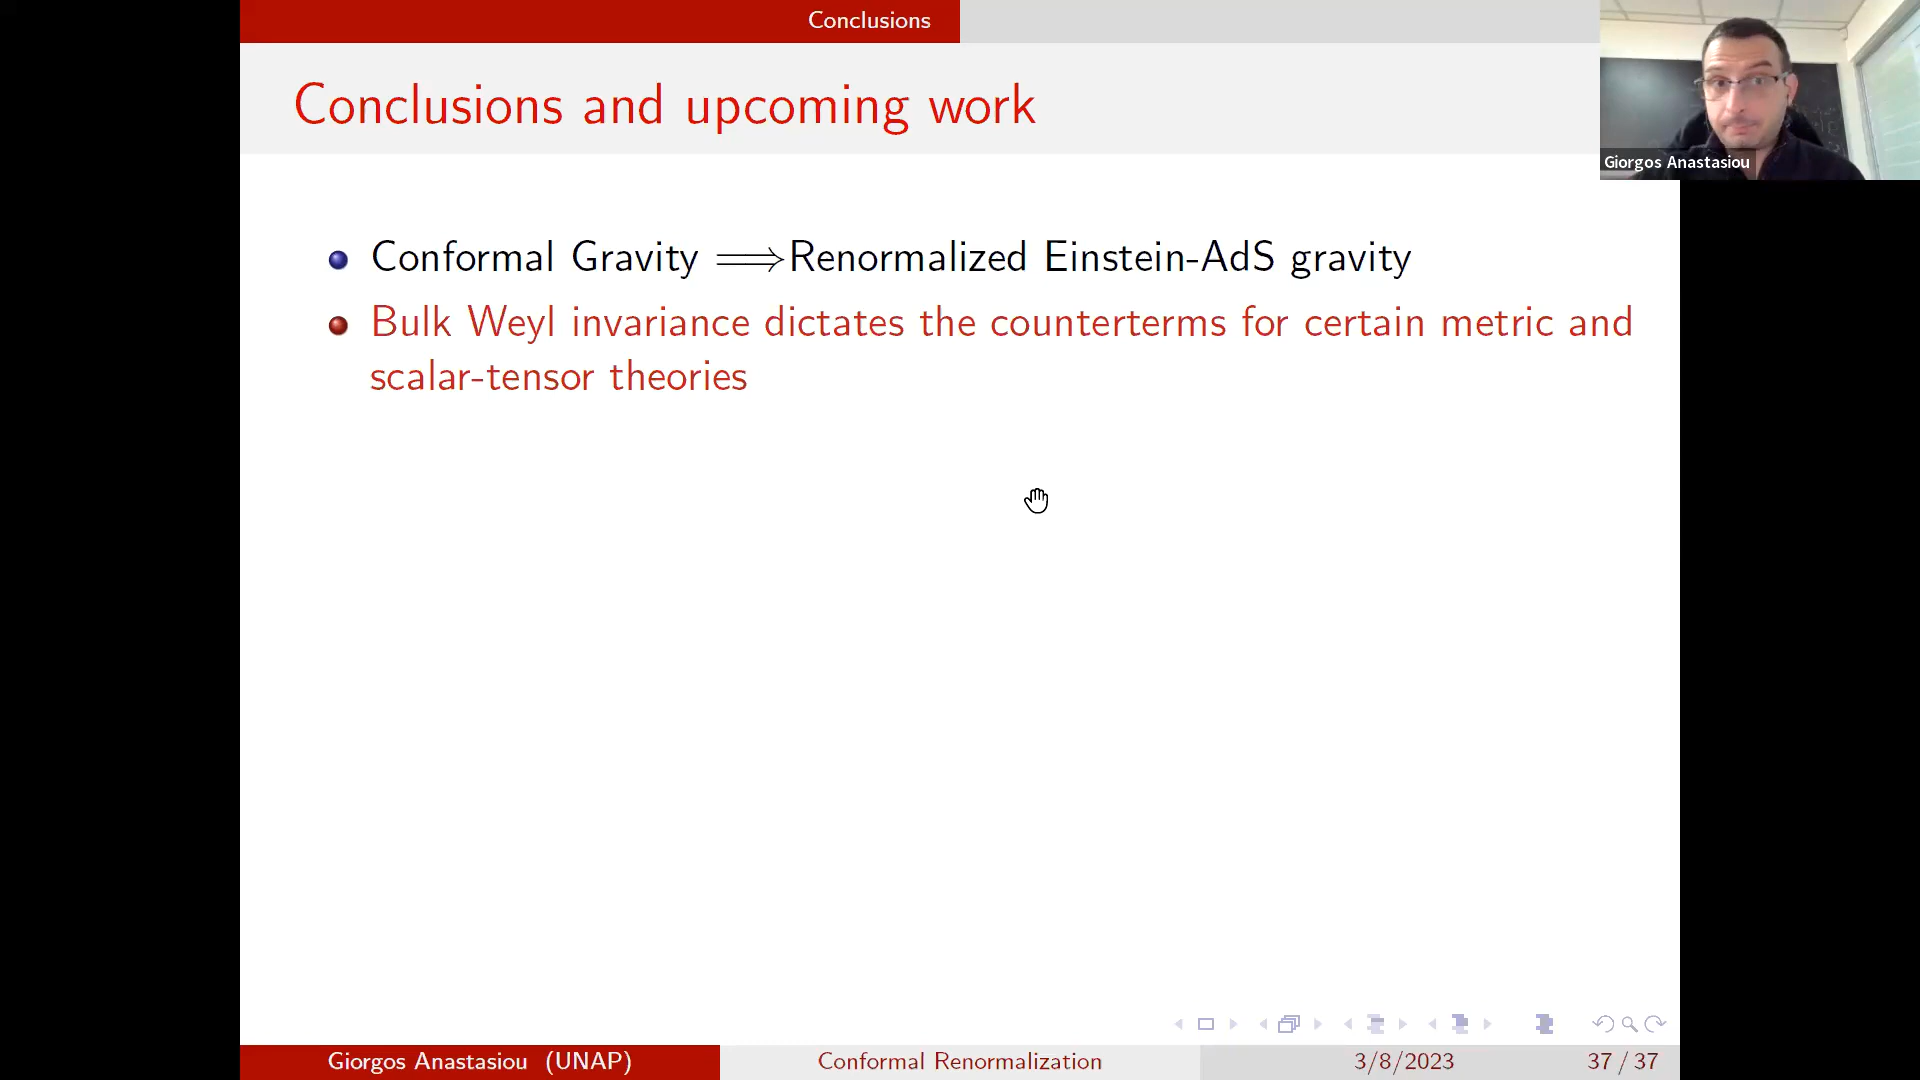 Conclusions
Conclusions and upcoming work
Giorgos Anastasiou
Conformal Gravity ⟹Renormalized Einstein-AdS gravity
Bulk Weyl invariance dictates the counterterms for certain metric and
scalar-tensor theories
Giorgos Anastasiou (UNAP)
Conformal Renormalization
3/8/2023
37 / 37